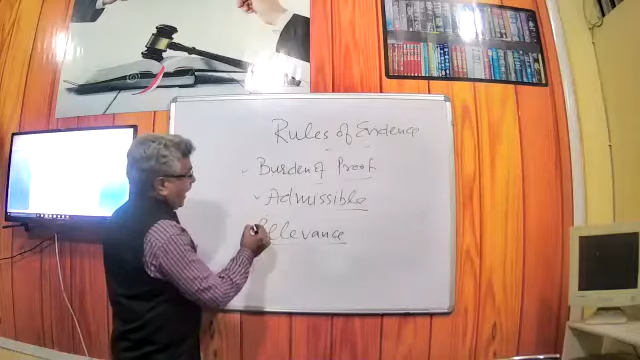 Rules of Evidence
Burden of Proof
Admissible
Relevance